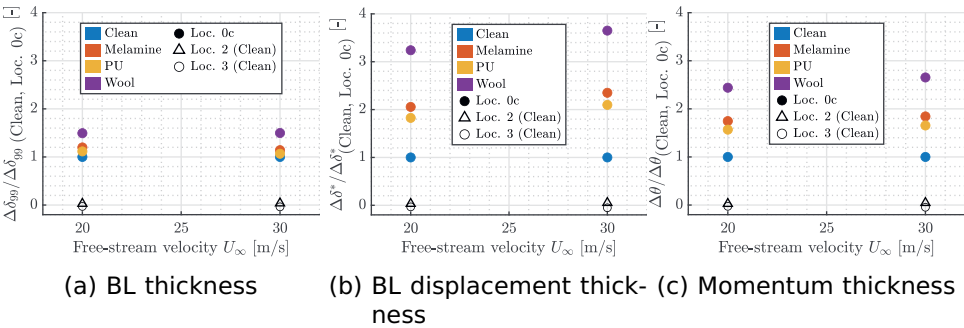 4
3
2
1
0
20
25
30
Δδ99/Δδ99 (Clean, Loc. 0c) [-]
Free-stream velocity U∞ [m/s]
Clean
Melamine
PU
Wool
Loc. 0c
Loc. 2 (Clean)
Loc. 3 (Clean)
(a) BL thickness
4
3
2
1
0
20
25
30
Δδ*/Δδ*(Clean, Loc. 0c) [-]
Free-stream velocity U∞ [m/s]
Clean
Melamine
PU
Wool
Loc. 0c
Loc. 2 (Clean)
Loc. 3 (Clean)
(b) BL displacement thick-
ness
4
3
2
1
0
20
25
30
Δθ/Δθ(Clean, Loc. 0c) [-]
Free-stream velocity U∞ [m/s]
Clean
Melamine
PU
Wool
Loc. 0c
Loc. 2 (Clean)
Loc. 3 (Clean)
(c) Momentum thickness